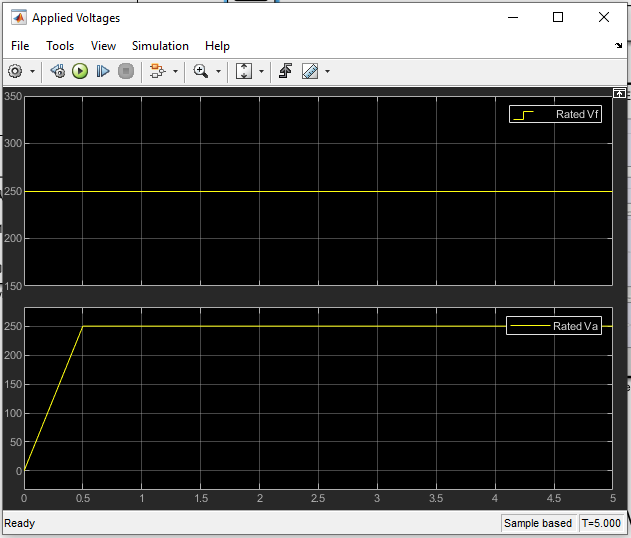 Applied Voltages
File Tools View Simulation Help
350
300
250
200
150
Rated Vf
250
200
150
100
50
0
Rated Va
0 0.5 1 1.5 2 2.5 3 3.5 4 4.5 5
Ready
Sample based T=5.000